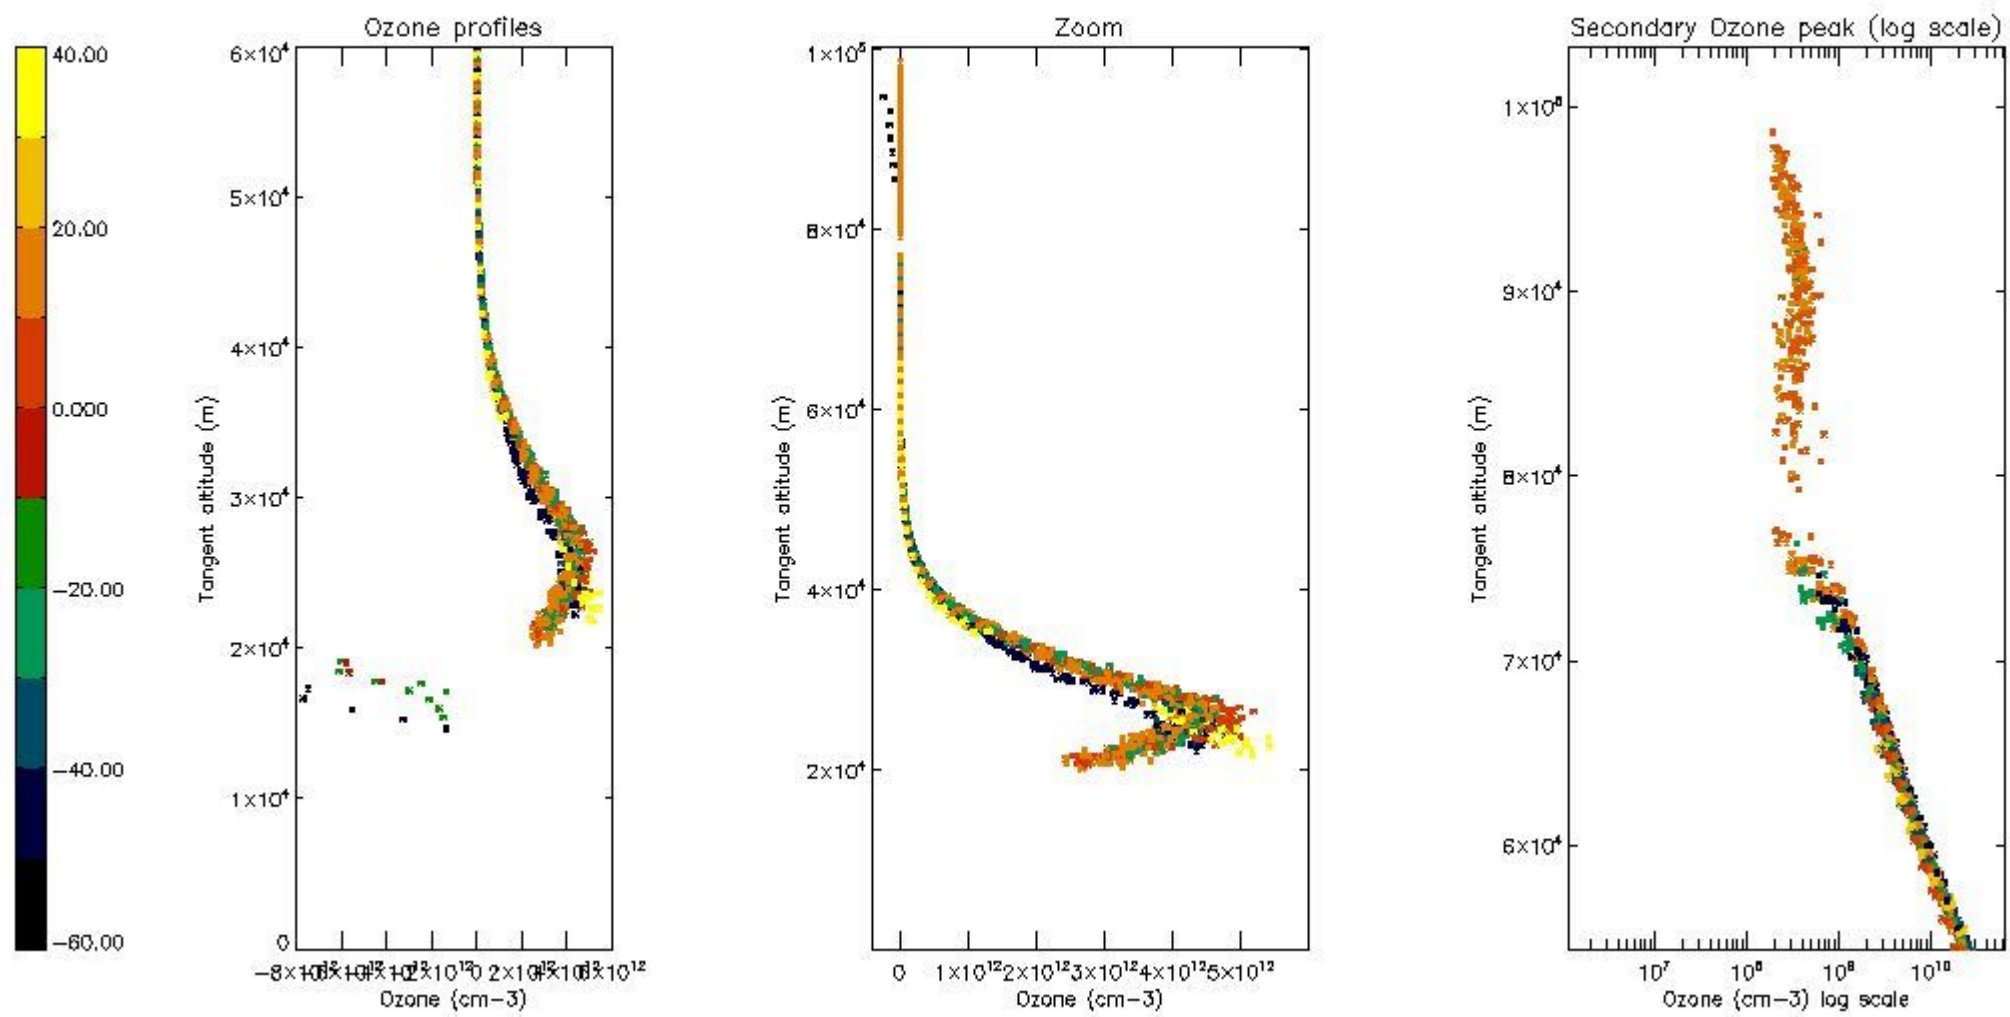 Ozone profiles
Zoom
Secondary Ozone peak (log scale)
40.00
20.00
0.000
−20.00
−40.00
−60.00
6×10⁴
5×10⁴
4×10⁴
3×10⁴
2×10⁴
1×10⁴
0
Tangent altitude (m)
2×10¹²
6×10¹²
Ozone (cm−3)
1×10⁵
8×10⁴
6×10⁴
4×10⁴
2×10⁴
Tangent altitude (m)
0 1×10¹² 2×10¹² 3×10¹² 4×10¹² 5×10¹²
Ozone (cm−3)
9×10⁴
8×10⁴
7×10⁴
6×10⁴
Tangent altitude (m)
10⁷ 10⁸ 10⁹ 10¹⁰
Ozone (cm−3) log scale